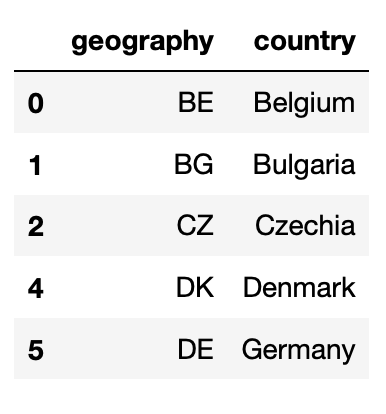 geography country
0 BE Belgium
1 BG Bulgaria
2 CZ Czechia
4 DK Denmark
5 DE Germany